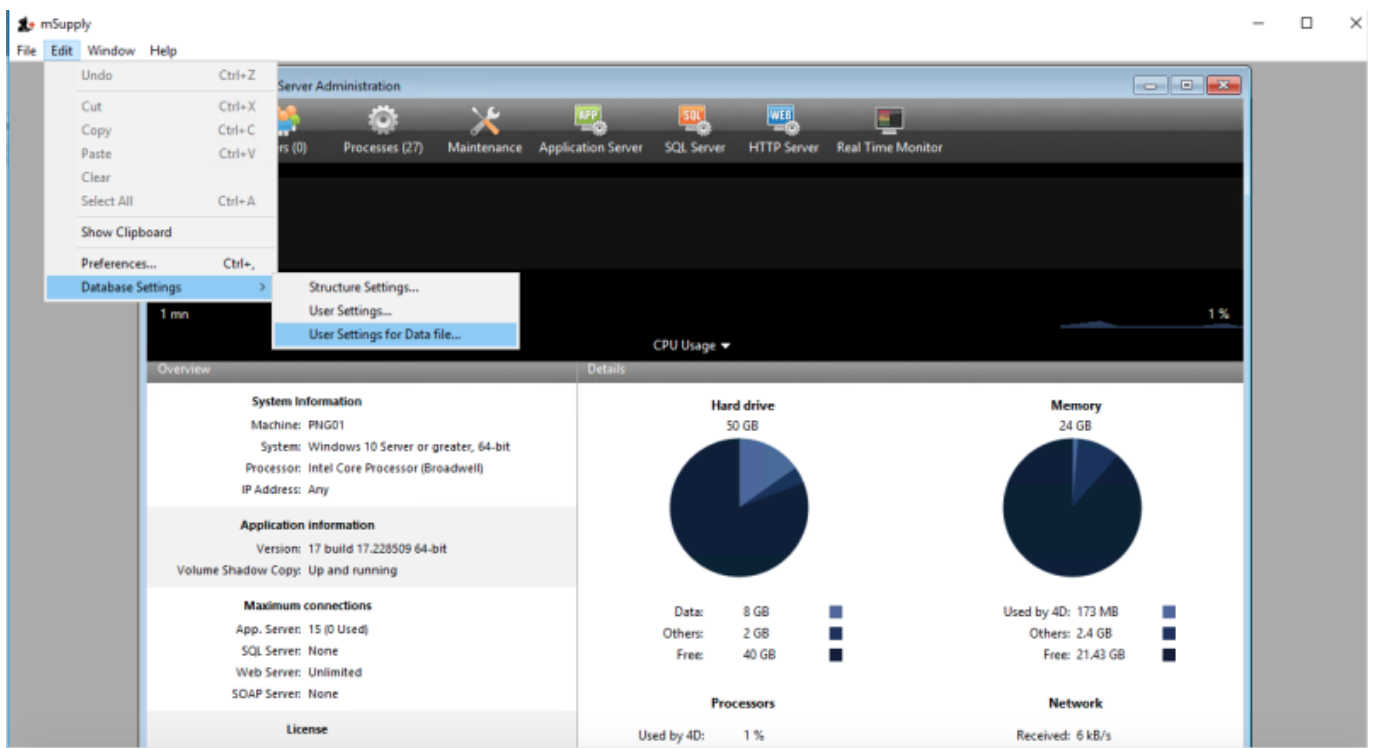 mSupply
File Edit Window Help
Undo Ctrl+Z
Cut Ctrl+X
Copy Ctrl+C
Paste Ctrl+V
Clear
Select All Ctrl+A
Show Clipboard
Preferences... Ctrl+,
Database Settings >
Structure Settings...
User Settings...
User Settings for Data file...
Server Administration
rs (0) Processes (27) Maintenance Application Server SQL Server HTTP Server Real Time Monitor
APP SQL WEB
1 mn 1 %
CPU Usage
Overview Details
System Information
Machine: PNG01
System: Windows 10 Server or greater, 64-bit
Processor: Intel Core Processor (Broadwell)
IP Address: Any
Application information
Version: 17 build 17.228509 64-bit
Volume Shadow Copy: Up and running
Maximum connections
App. Server: 15 (0 Used)
SQL Server: None
Web Server: Unlimited
SOAP Server: None
License
Hard drive
50 GB
Data: 8 GB
Others: 2 GB
Free: 40 GB
Memory
24 GB
Used by 4D: 173 MB
Others: 2.4 GB
Free: 21.43 GB
Processors
Used by 4D: 1 %
Network
Received: 6 kB/s